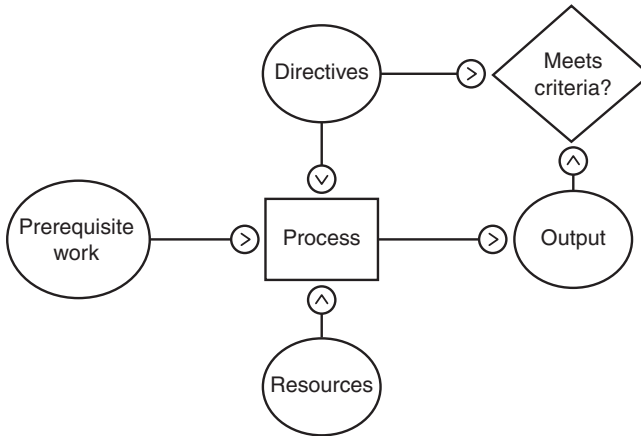 Directives
Meets
criteria?
Prerequisite
work
Process
Output
Resources